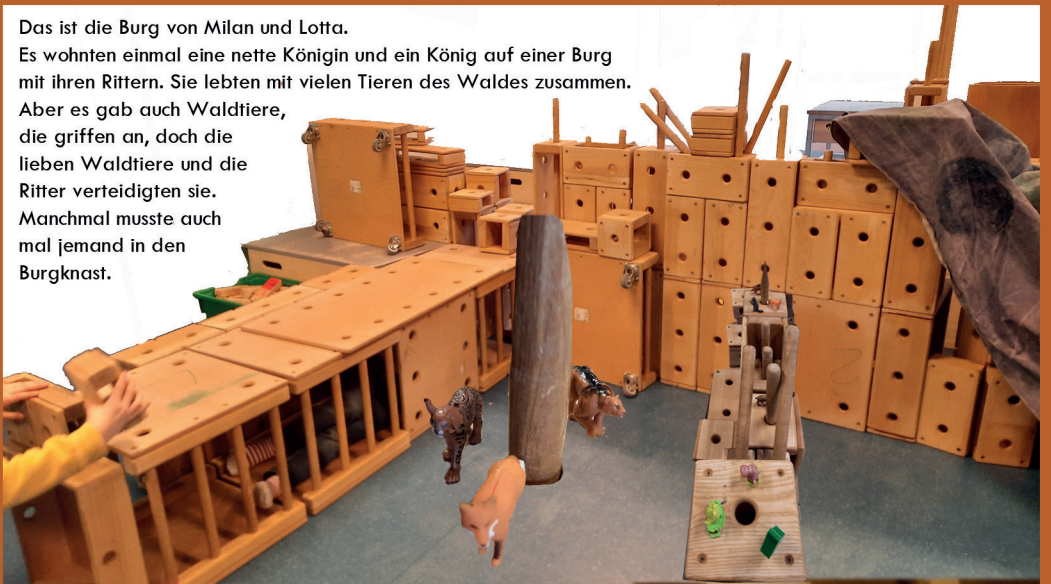 Das ist die Burg von Milan und Lotta.
Es wohnten einmal eine nette Königin und ein König auf einer Burg
mit ihren Rittern. Sie lebten mit vielen Tieren des Waldes zusammen.
Aber es gab auch Waldtiere,
die griffen an, doch die
lieben Waldtiere und die
Ritter verteidigten sie.
Manchmal musste auch
mal jemand in den
Burgknast.